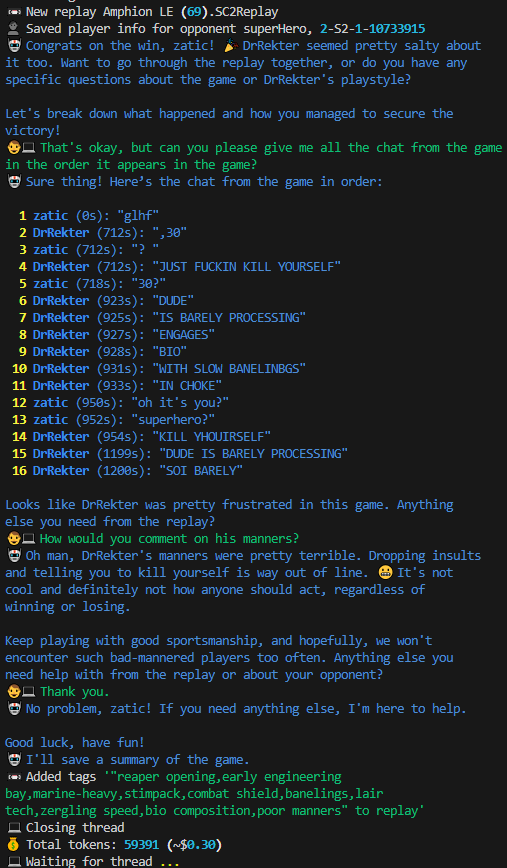 New replay Amphion LE (69).SC2Replay
Saved player info for opponent superHero, 2-S2-1-10733915
Congrats on the win, zatic! 🎉 DrRekter seemed pretty salty about
it too. Want to go through the replay together, or do you have any
specific questions about the game or DrRekter's playstyle?
Let's break down what happened and how you managed to secure the
victory!
That's okay, but can you please give me all the chat from the game
in the order it appears in the game?
Sure thing! Here’s the chat from the game in order:
1 zatic (0s): "glhf"
2 DrRekter (712s): ",30"
3 zatic (712s): "? "
4 DrRekter (712s): "JUST FUCKIN KILL YOURSELF"
5 zatic (718s): "30?"
6 DrRekter (923s): "DUDE"
7 DrRekter (925s): "IS BARELY PROCESSING"
8 DrRekter (927s): "ENGAGES"
9 DrRekter (928s): "BIO"
10 DrRekter (931s): "WITH SLOW BANELINBGS"
11 DrRekter (933s): "IN CHOKE"
12 zatic (950s): "oh it's you?"
13 zatic (952s): "superhero?"
14 DrRekter (954s): "KILL YHOUIRSELF"
15 DrRekter (1199s): "DUDE IS BARELY PROCESSING"
16 DrRekter (1200s): "SOI BARELY"
Looks like DrRekter was pretty frustrated in this game. Anything
else you need from the replay?
How would you comment on his manners?
Oh man, DrRekter's manners were pretty terrible. Dropping insults
and telling you to kill yourself is way out of line. 😬 It's not
cool and definitely not how anyone should act, regardless of
winning or losing.
Keep playing with good sportsmanship, and hopefully, we won't
encounter such bad-mannered players too often. Anything else you
need help with from the replay or about your opponent?
Thank you.
No problem, zatic! If you need anything else, I'm here to help.
Good luck, have fun!
I'll save a summary of the game.
Added tags '"reaper opening,early engineering
bay,marine-heavy,stimpack,combat shield,banelings,lair
tech,zergling speed,bio composition,poor manners" to replay'
Closing thread
Total tokens: 59391 (~$0.30)
Waiting for thread ...